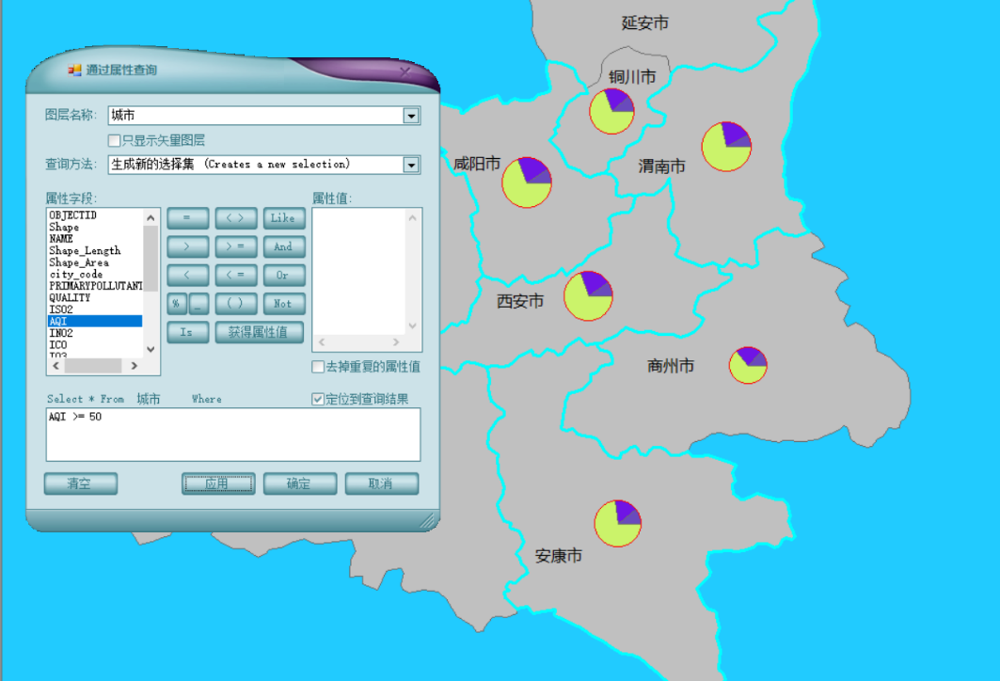 通过属性查询
图层名称:
城市
只显示矢量图层
查询方法:
生成新的选择集 (Creates a new selection)
属性字段:
属性值:
OBJECTID
Shape
NAME
Shape_Length
Shape_Area
city_code
PRIMARYPOLLUTANT
QUALITY
ISO2
AQI
INO2
ICO
IO3
= < > Like
> > = And
< < = Or
% _ ( ) Not
Is 获得属性值
去掉重复的属性值
Select * From 城市 Where
定位到查询结果
AQI >= 50
清空 应用 确定 取消
延安市
铜川市
咸阳市
渭南市
西安市
商州市
安康市